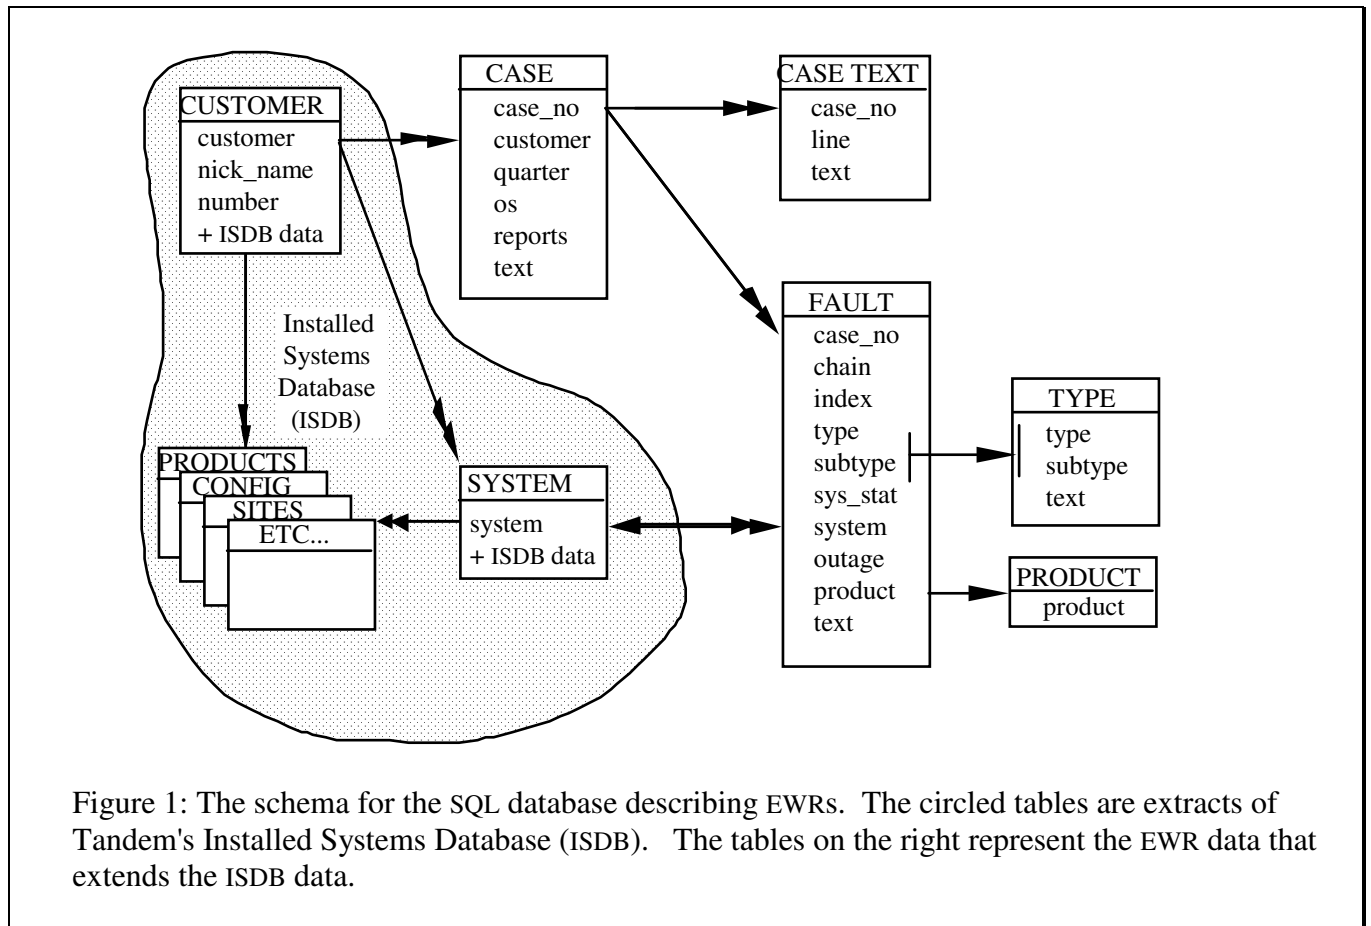 CUSTOMER
customer
nick_name
number
+ ISDB data
CASE
case_no
customer
quarter
os
reports
text
CASE TEXT
case_no
line
text
Installed
Systems
Database
(ISDB)
FAULT
case_no
chain
index
type
subtype
sys_stat
system
outage
product
text
TYPE
type
subtype
text
PRODUCT
product
PRODUCTS
CONFIG
SITES
ETC...
SYSTEM
system
+ ISDB data
Figure 1: The schema for the SQL database describing EWRs. The circled tables are extracts of
Tandem's Installed Systems Database (ISDB). The tables on the right represent the EWR data that
extends the ISDB data.